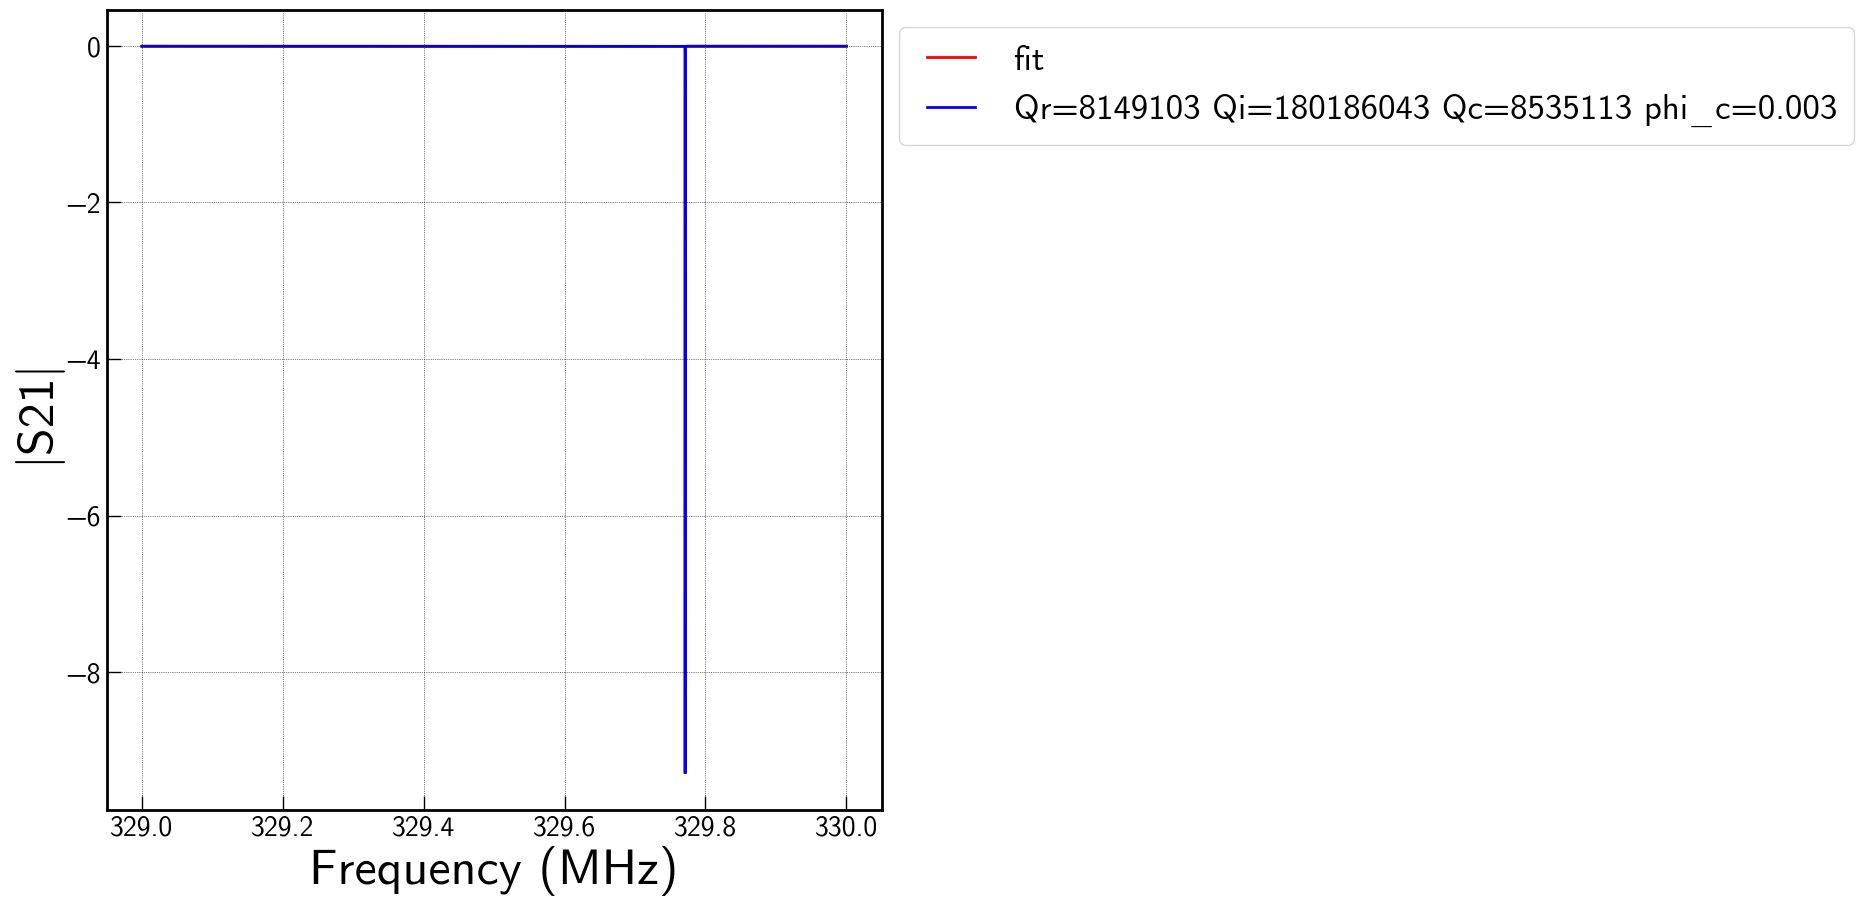 0
−2
−4
−6
−8
|S21|
329.0 329.2 329.4 329.6 329.8 330.0
Frequency (MHz)
fit
Qr=8149103 Qi=180186043 Qc=8535113 phi_c=0.003